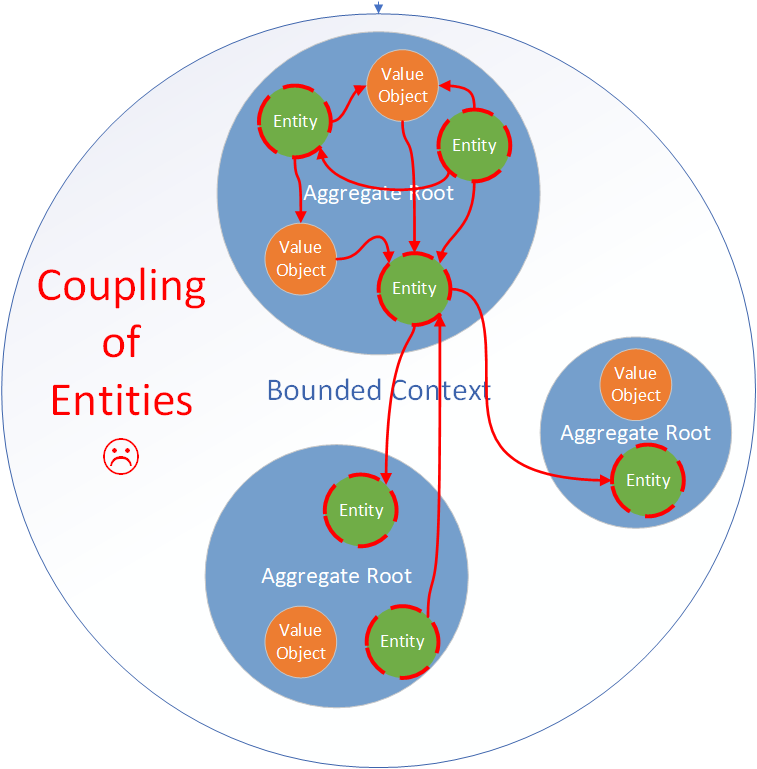 Value
Object
Entity
Entity
Aggregate Root
Value
Object
Entity
Coupling
of
Entities
☹
Bounded Context
Value
Object
Aggregate Root
Entity
Entity
Aggregate Root
Value
Object
Entity